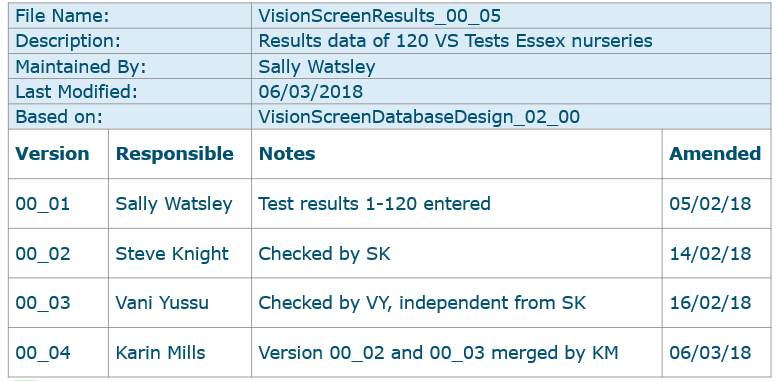 File Name: VisionScreenResults_00_05
Description: Results data of 120 VS Tests Essex nurseries
Maintained By: Sally Watsley
Last Modified: 06/03/2018
Based on: VisionScreenDatabaseDesign_02_00
Version Responsible Notes Amended
00_01 Sally Watsley Test results 1-120 entered 05/02/18
00_02 Steve Knight Checked by SK 14/02/18
00_03 Vani Yussu Checked by VY, independent from SK 16/02/18
00_04 Karin Mills Version 00_02 and 00_03 merged by KM 06/03/18